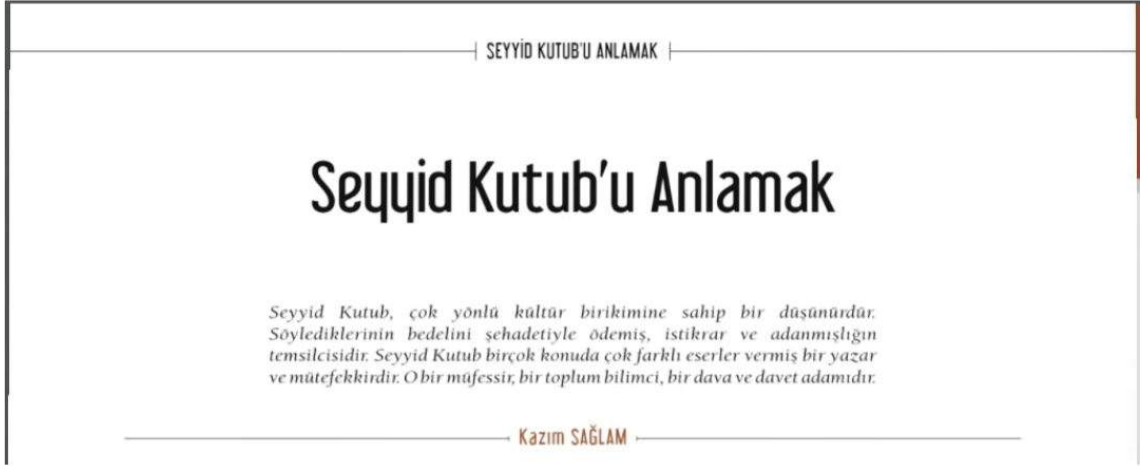 SEYYİD KUTUB'U ANLAMAK
Seyyid Kutub'u Anlamak
Seyyid Kutub, çok yönlü kültür birikimine sahip bir düşünürdür.
Söylediklerinin bedelini şehadetiyle ödemiş, istikrar ve adanmışlığın
temsilcisidir. Seyyid Kutub birçok konuda çok farklı eserler vermiş bir yazar
ve mütefekkirdir. O bir müfessir, bir toplum bilimci, bir dava ve davet adamıdır.
Kazım SAĞLAM